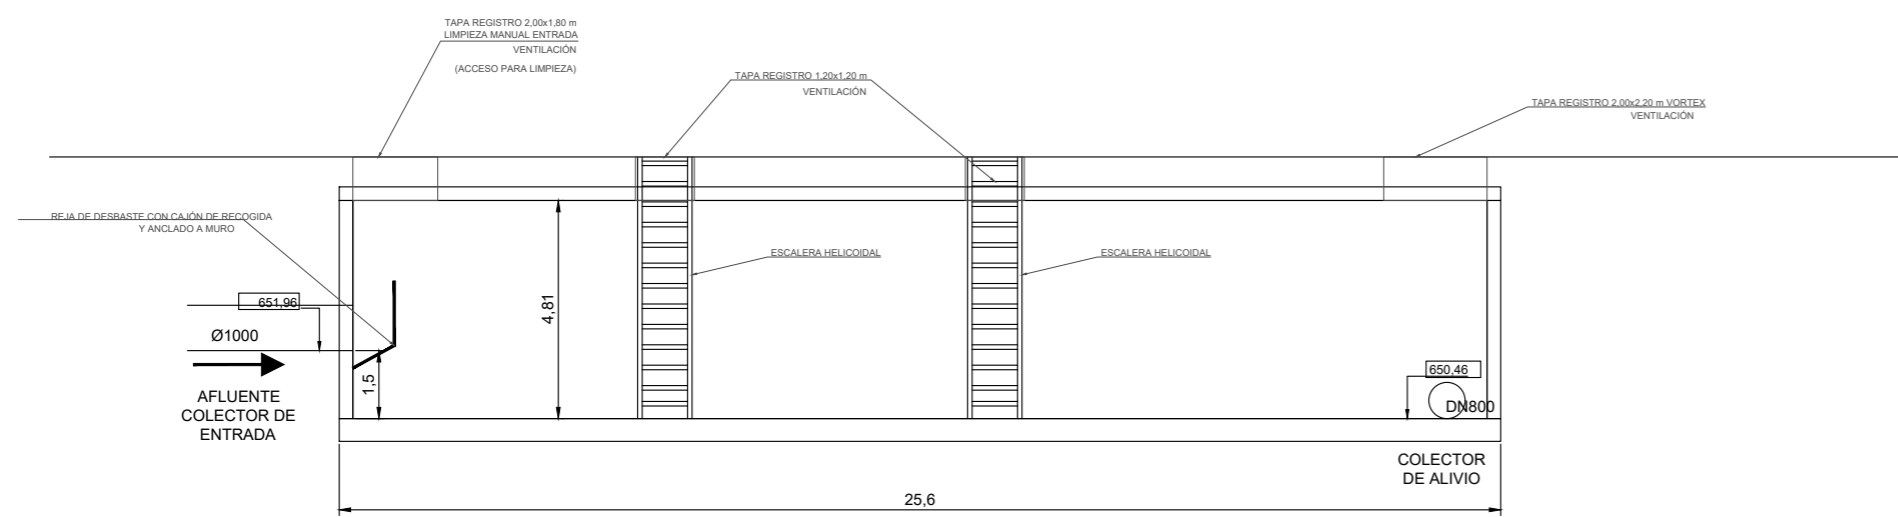 TAPA REGISTRO 2,00x1,80 m
LIMPIEZA MANUAL ENTRADA
VENTILACIÓN
(ACCESO PARA LIMPIEZA)
TAPA REGISTRO 1,20x1,20 m
VENTILACIÓN
TAPA REGISTRO 2,00x2,20 m VORTEX
VENTILACIÓN
REJA DE DESBASTE CON CAJÓN DE RECOGIDA
Y ANCLADO A MURO
ESCALERA HELICOIDAL
ESCALERA HELICOIDAL
651,96
4,81
Ø1000
1,5
650,46
DN800
AFLUENTE
COLECTOR DE
ENTRADA
COLECTOR
DE ALIVIO
25,6